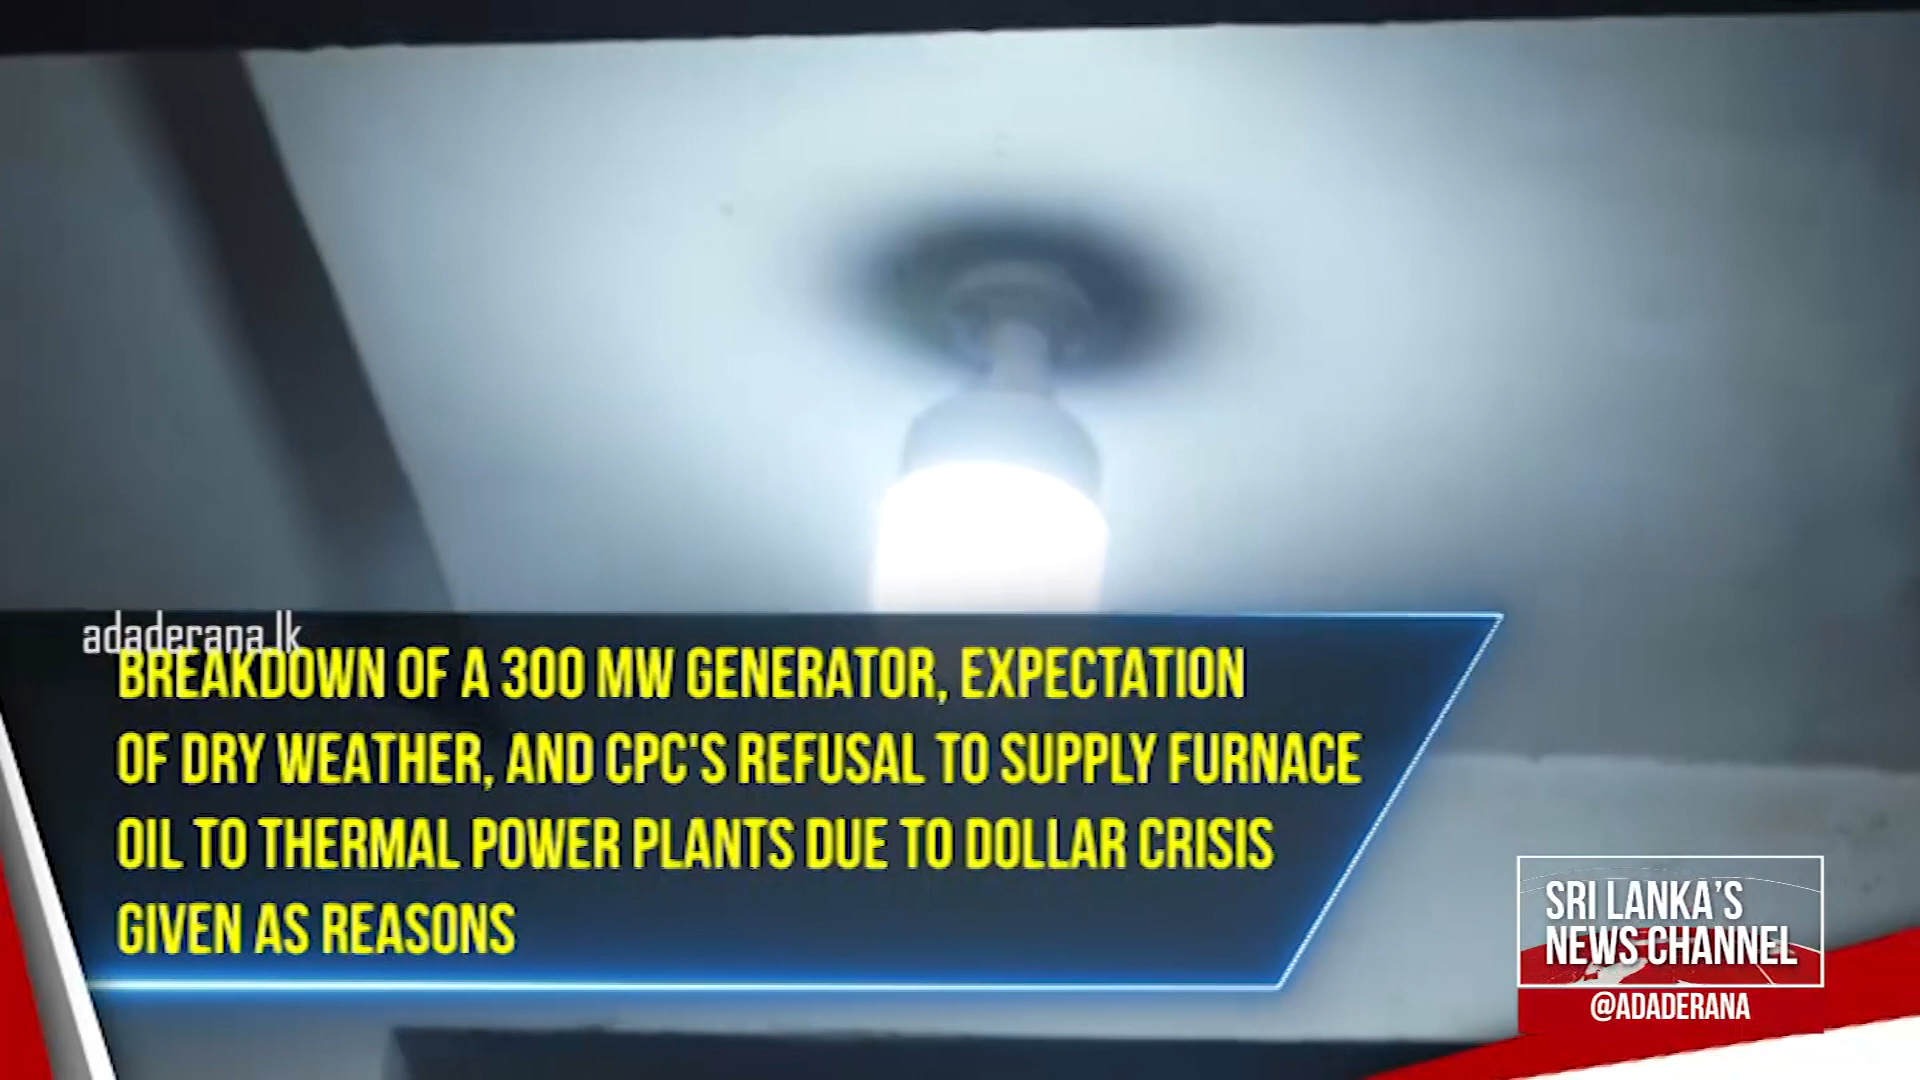 adaderana.lk
BREAKDOWN OF A 300 MW GENERATOR, EXPECTATION
OF DRY WEATHER, AND CPC'S REFUSAL TO SUPPLY FURNACE
OIL TO THERMAL POWER PLANTS DUE TO DOLLAR CRISIS
GIVEN AS REASONS
SRI LANKA'S
NEWS CHANNEL
@ADADERANA